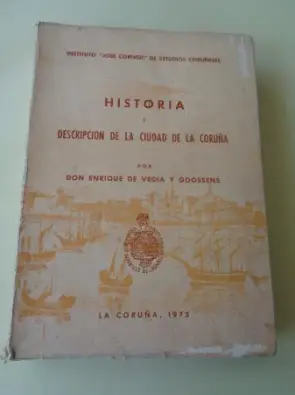 INSTITUTO "JOSE CORNIDE" DE ESTUDIOS CORUÑESES
HISTORIA
Y
DESCRIPCION DE LA CIUDAD DE LA CORUÑA
POR
DON ENRIQUE DE VEDIA Y GOOSSENS
LA CORUÑA, 1975